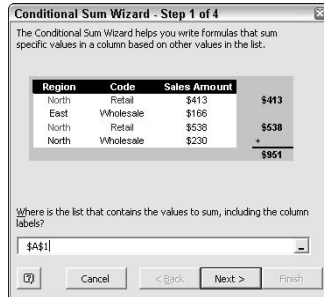 Conditional Sum Wizard - Step 1 of 4
The Conditional Sum Wizard helps you write formulas that sum
specific values in a column based on other values in the list.
Region Code Sales Amount
North Retail $413 $413
East Wholesale $166
North Retail $538 $538
North Wholesale $230 +
$951
Where is the list that contains the values to sum, including the column
labels?
$A$1
Cancel < Back Next > Finish